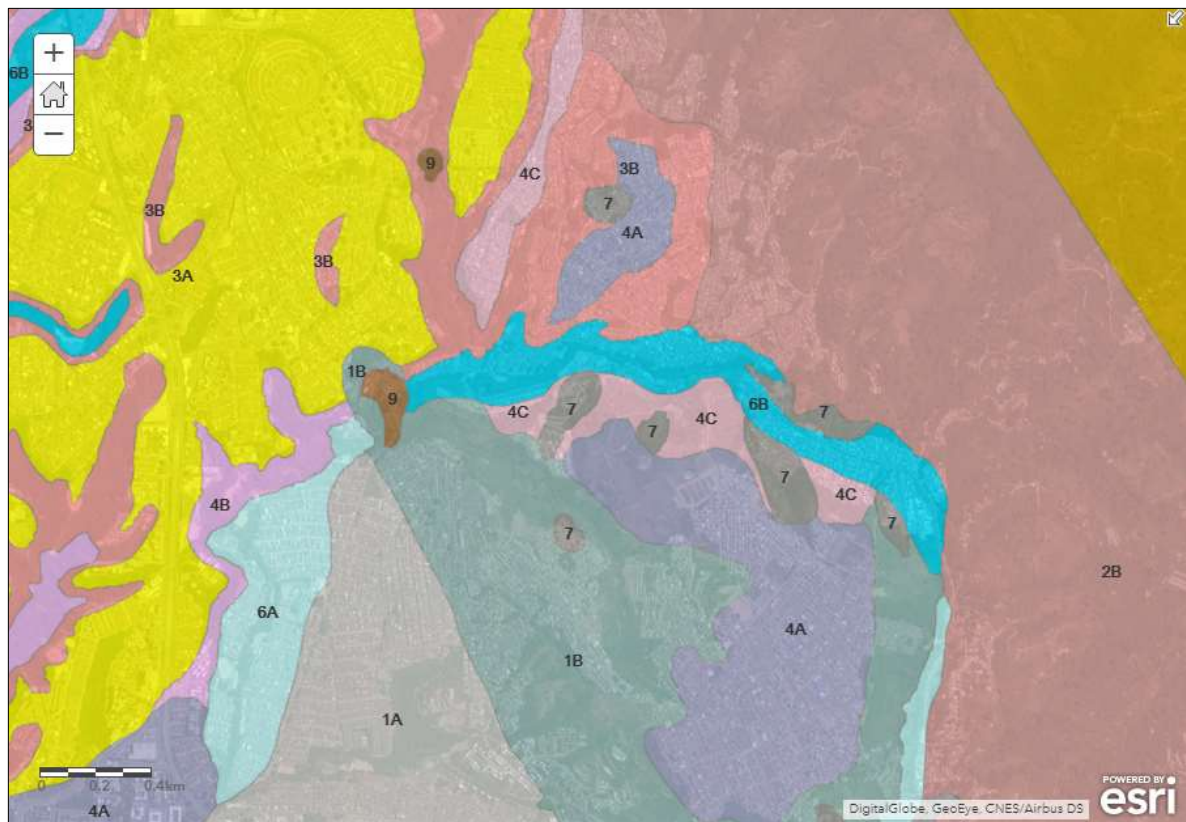 +
−
6B
3
9
3B
4C
7
3B
4A
3B
3A
1B
9
4C
7
7
4C
6B
7
7
4C
7
7
4B
6A
1B
4A
2B
1A
4A
0 0.2 0.4km
DigitalGlobe, GeoEye, CNES/Airbus DS
POWERED BY
esri